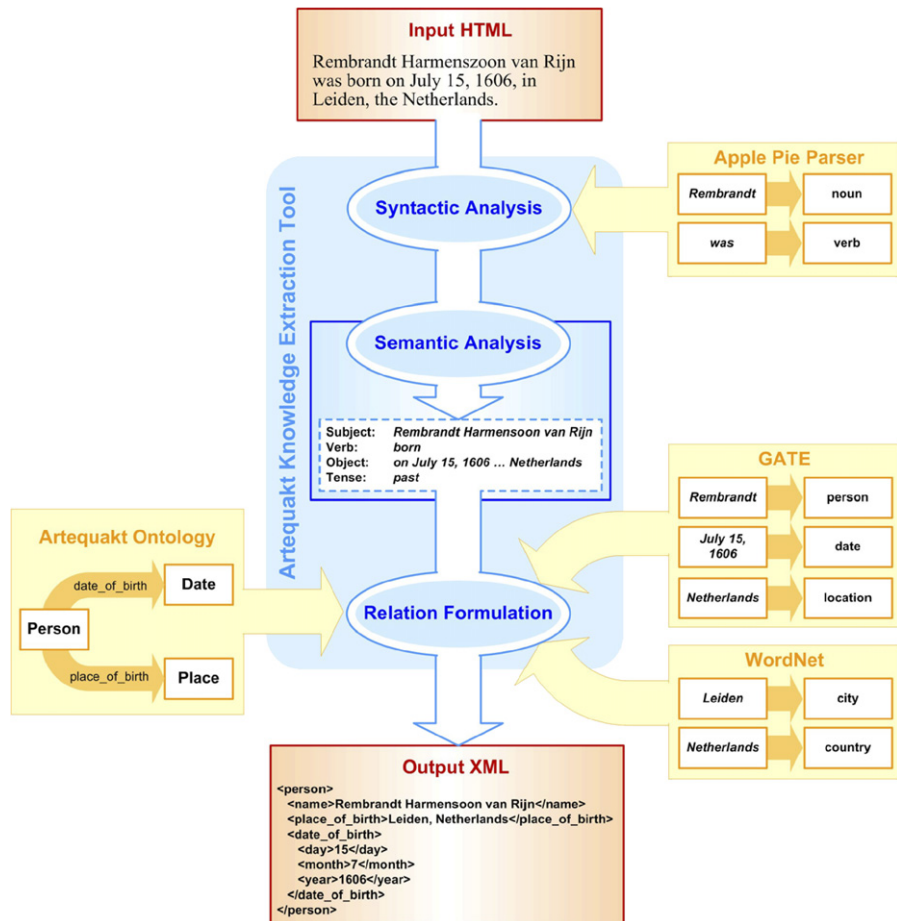 Input HTML
Rembrandt Harmenszoon van Rijn
was born on July 15, 1606, in
Leiden, the Netherlands.
Artequakt Knowledge Extraction Tool
Syntactic Analysis
Apple Pie Parser
Rembrandt noun
was verb
Semantic Analysis
Subject: Rembrandt Harmensoon van Rijn
Verb: born
Object: on July 15, 1606 ... Netherlands
Tense: past
GATE
Rembrandt person
July 15,
1606
date
Netherlands location
Artequakt Ontology
date_of_birth
Date
Person
place_of_birth
Place
Relation Formulation
WordNet
Leiden city
Netherlands country
Output XML
<person>
<name>Rembrandt Harmensoon van Rijn</name>
<place_of_birth>Leiden, Netherlands</place_of_birth>
<date_of_birth>
<day>15</day>
<month>7</month>
<year>1606</year>
</date_of_birth>
</person>